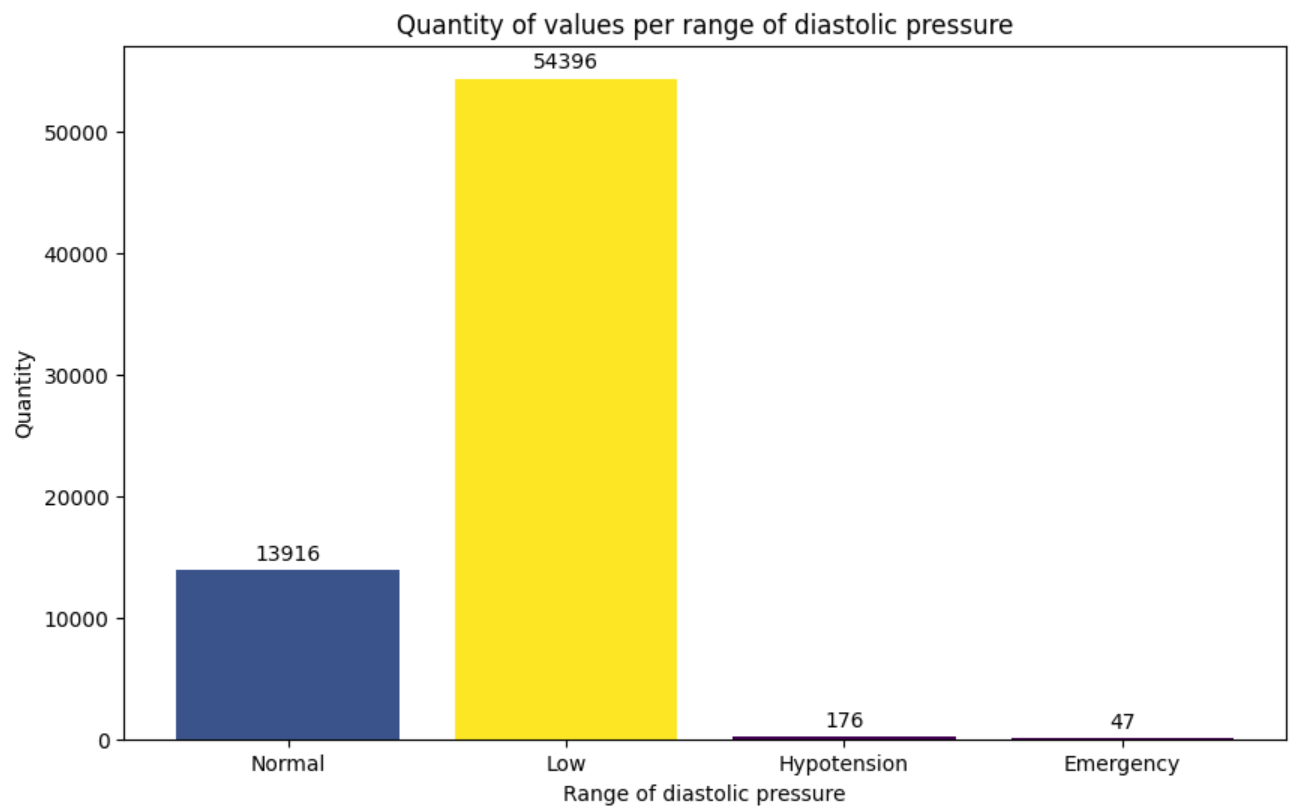 Quantity of values per range of diastolic pressure
54396
50000
40000
30000
Quantity
20000
13916
10000
176
47
0
Normal Low Hypotension Emergency
Range of diastolic pressure